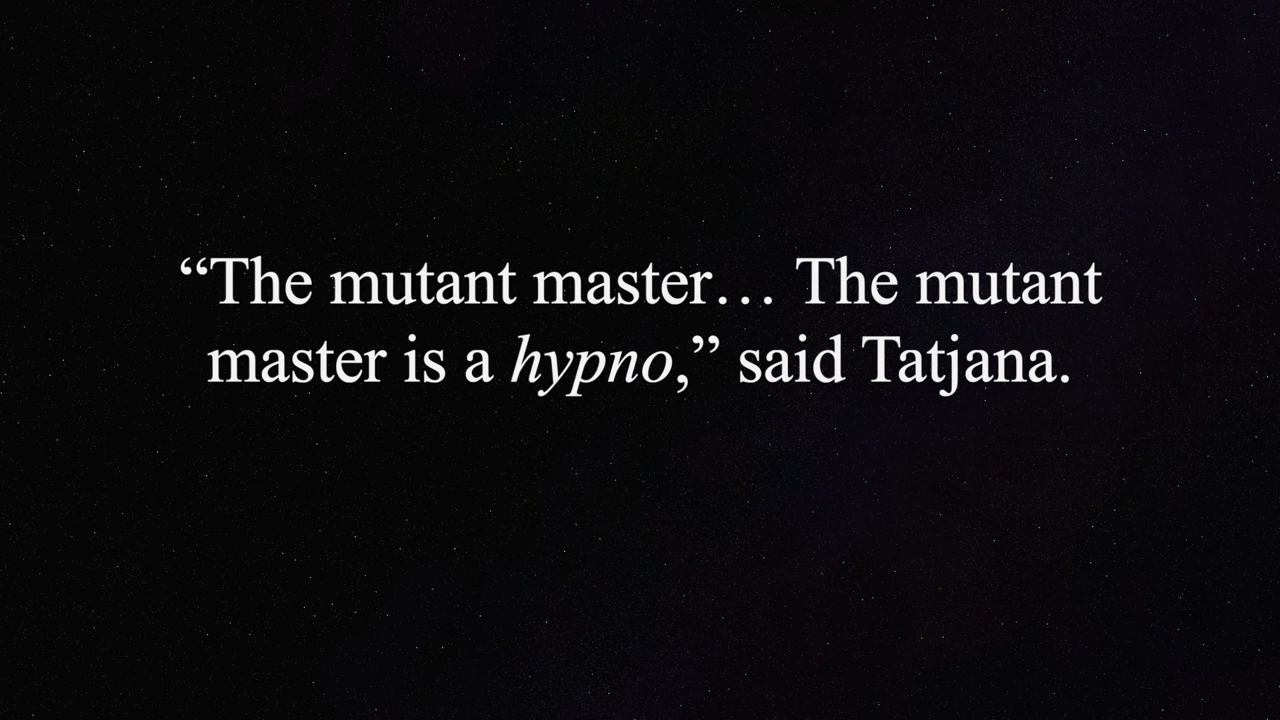 “The mutant master… The mutant
master is a hypno,” said Tatjana.